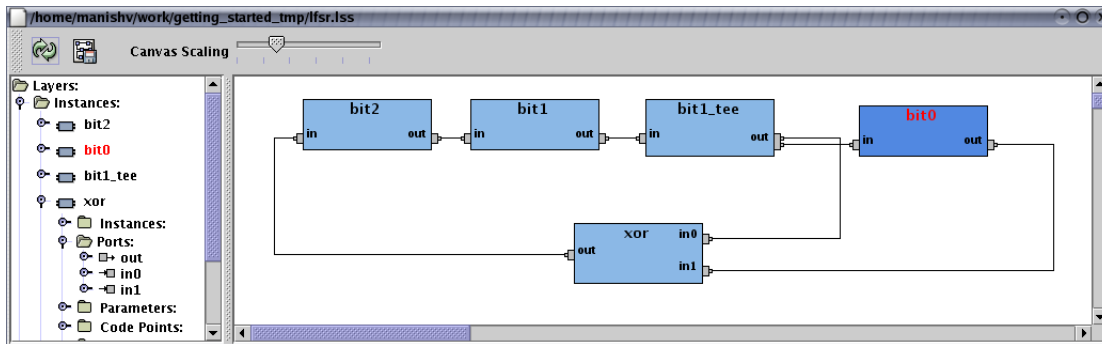 /home/manishv/work/getting_started_tmp/lfsr.lss
Canvas Scaling
Layers:
Instances:
bit2
bit0
bit1_tee
xor
Instances:
Ports:
out
in0
in1
Parameters:
Code Points:
bit2
in out
bit1
in out
bit1_tee
in out
bit0
in out
xor in0
out
in1